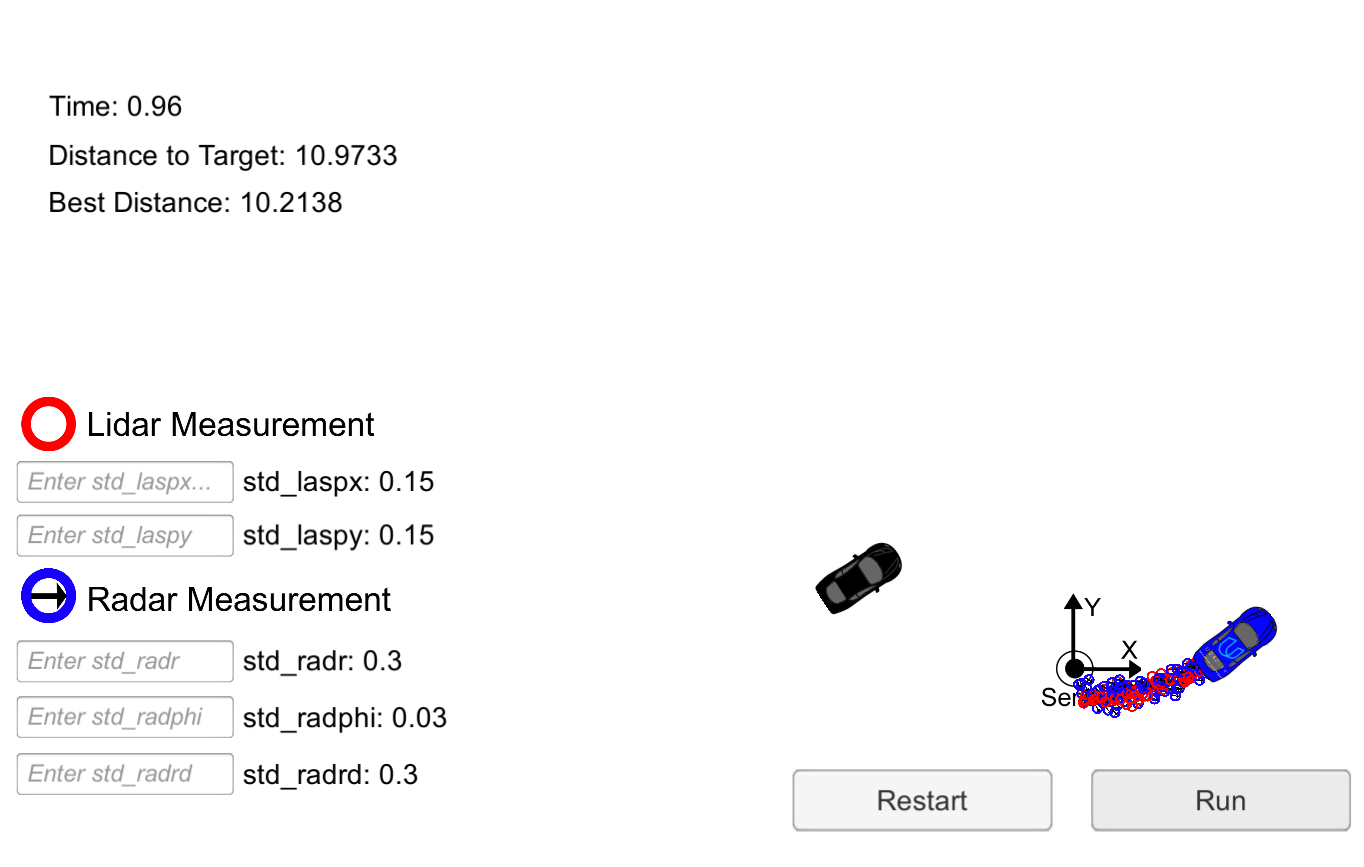 Time: 0.96
Distance to Target: 10.9733
Best Distance: 10.2138
Lidar Measurement
Enter std_laspx... std_laspx: 0.15
Enter std_laspy std_laspy: 0.15
Radar Measurement
Enter std_radr std_radr: 0.3
Enter std_radphi std_radphi: 0.03
Enter std_radrd std_radrd: 0.3
Y
X
Restart
Run